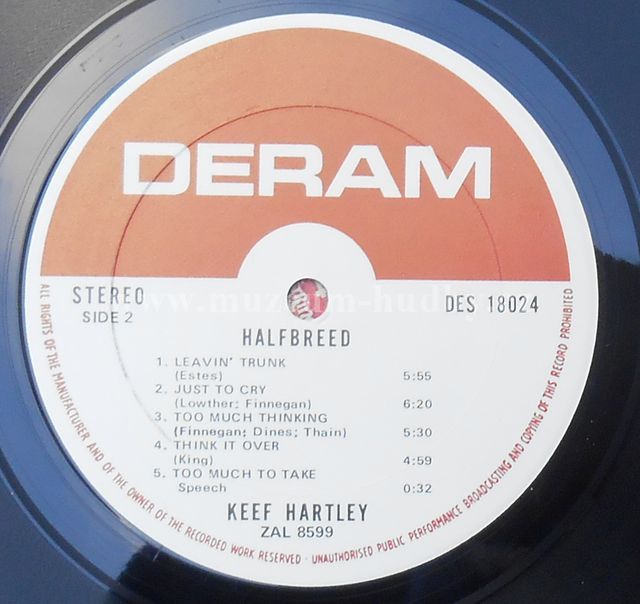 DERAM
STEREO
SIDE 2
DES 18024
HALFBREED
1. LEAVIN' TRUNK
(Estes) 5:55
2. JUST TO CRY
(Lowther; Finnegan) 6:20
3. TOO MUCH THINKING
(Finnegan; Dines; Thain) 5:30
4. THINK IT OVER
(King) 4:59
5. TOO MUCH TO TAKE
Speech 0:32
KEEF HARTLEY
ZAL 8599
ALL RIGHTS OF THE MANUFACTURER AND OF THE OWNER OF THE RECORDED WORK RESERVED · UNAUTHORISED PUBLIC PERFORMANCE BROADCASTING AND COPYING OF THIS RECORD PROHIBITED